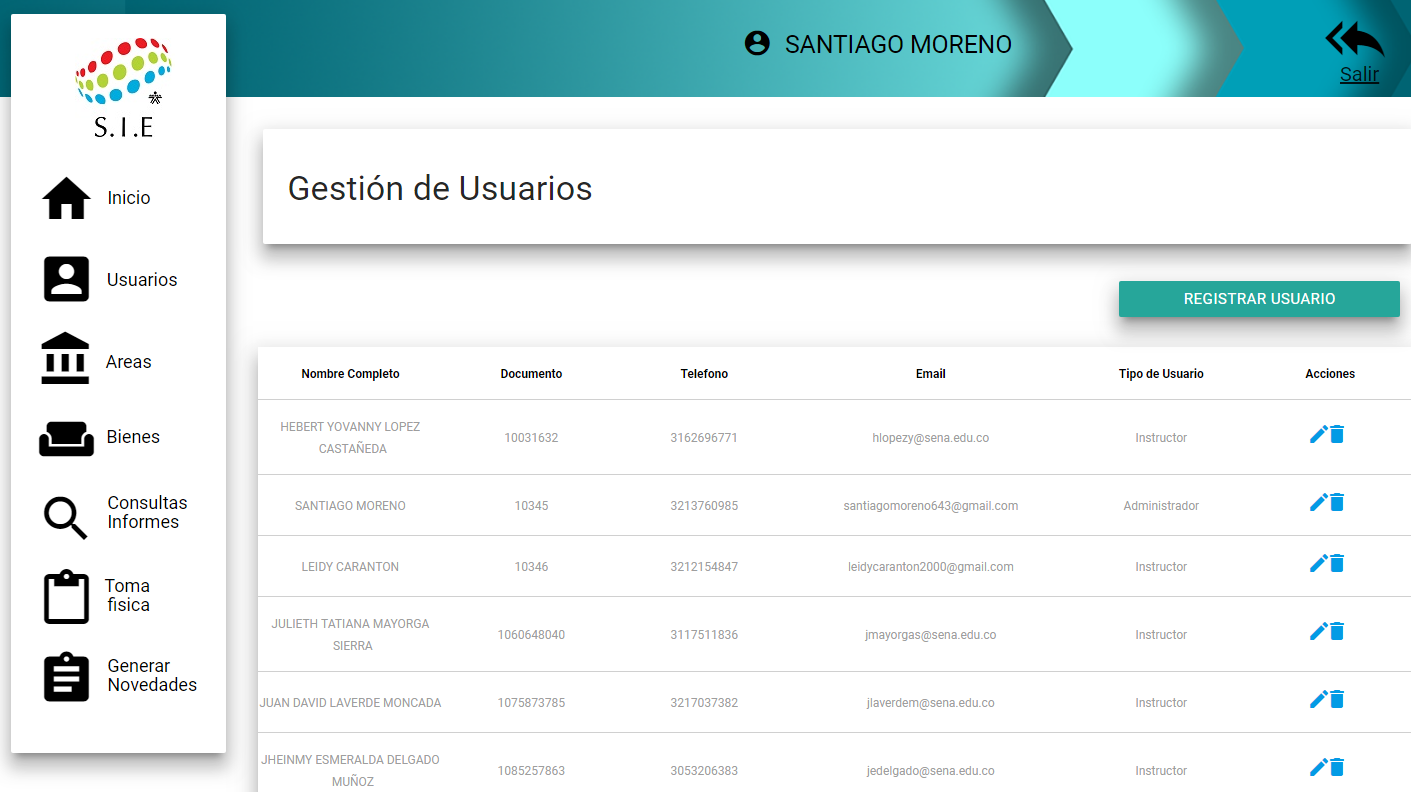 SANTIAGO MORENO
Salir
S.I.E
Inicio
Usuarios
Areas
Bienes
Consultas
Informes
Toma
fisica
Generar
Novedades
Gestión de Usuarios
REGISTRAR USUARIO
Nombre Completo Documento Telefono Email Tipo de Usuario Acciones
HEBERT YOVANNY LOPEZ
CASTAÑEDA 10031632 3162696771 hlopezy@sena.edu.co Instructor
SANTIAGO MORENO 10345 3213760985 santiagomoreno643@gmail.com Administrador
LEIDY CARANTON 10346 3212154847 leidycaranton2000@gmail.com Instructor
JULIETH TATIANA MAYORGA
SIERRA 1060648040 3117511836 jmayorgas@sena.edu.co Instructor
JUAN DAVID LAVERDE MONCADA 1075873785 3217037382 jlaverdem@sena.edu.co Instructor
JHEINMY ESMERALDA DELGADO
MUÑOZ 1085257863 3053206383 jedelgado@sena.edu.co Instructor